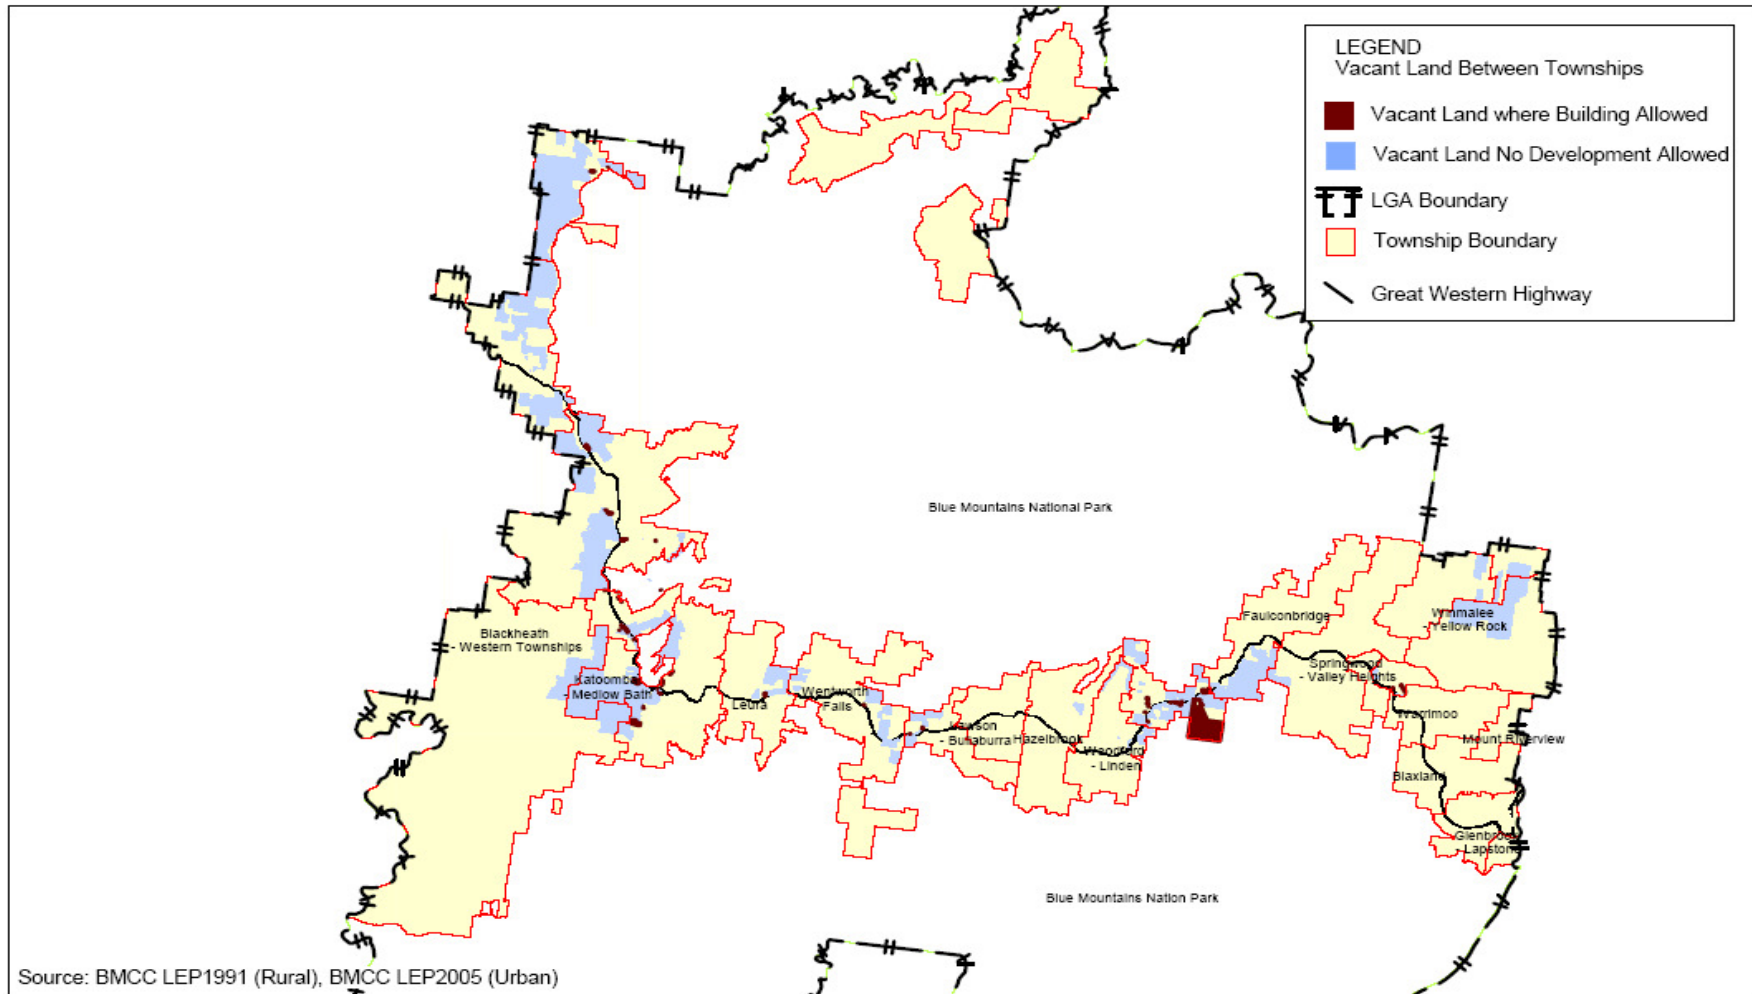 LEGEND
Vacant Land Between Townships
Vacant Land where Building Allowed
Vacant Land No Development Allowed
LGA Boundary
Township Boundary
Great Western Highway
Blue Mountains National Park
Faulconbridge
Winmalee
- Yellow Rock
Blackheath
- Western Townships
Springwood
- Valley Heights
Katoomba
- Medlow Bath
Leura
Wentworth
Falls
Lawson
- Bullaburra
Hazelbrook
Woodford
- Linden
Warrimoo
Mount Riverview
Blaxland
Glenbrook
- Lapstone
Blue Mountains Nation Park
Source: BMCC LEP1991 (Rural), BMCC LEP2005 (Urban)